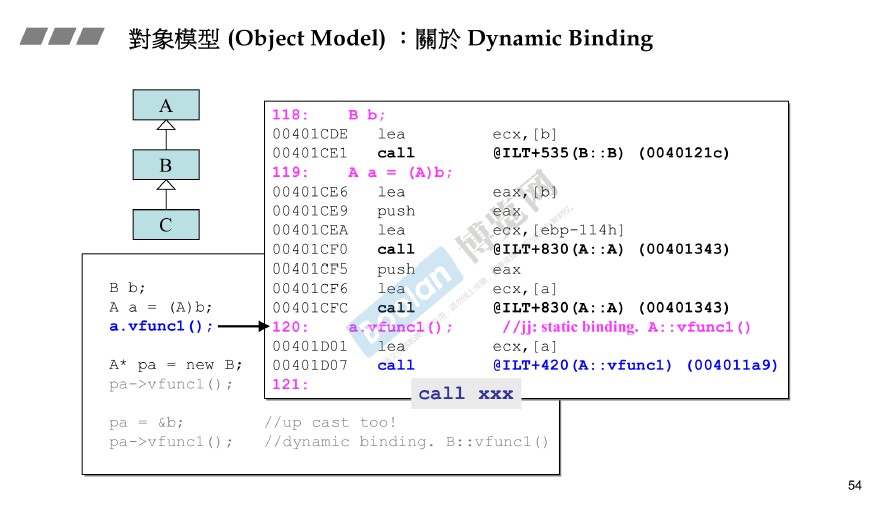 對象模型 (Object Model) ：關於 Dynamic Binding
A
B
C
118: B b;
00401CDE lea ecx,[b]
00401CE1 call @ILT+535(B::B) (0040121c)
119: A a = (A)b;
00401CE6 lea eax,[b]
00401CE9 push eax
00401CEA lea ecx,[ebp-114h]
00401CF0 call @ILT+830(A::A) (00401343)
00401CF5 push eax
00401CF6 lea ecx,[a]
00401CFC call @ILT+830(A::A) (00401343)
120: a.vfunc1(); //jj: static binding. A::vfunc1()
00401D01 lea ecx,[a]
00401D07 call @ILT+420(A::vfunc1) (004011a9)
121:
call xxx
B b;
A a = (A)b;
a.vfunc1();
A* pa = new B;
pa->vfunc1();
pa = &b; //up cast too!
pa->vfunc1(); //dynamic binding. B::vfunc1()
Boolan 博覽网
54